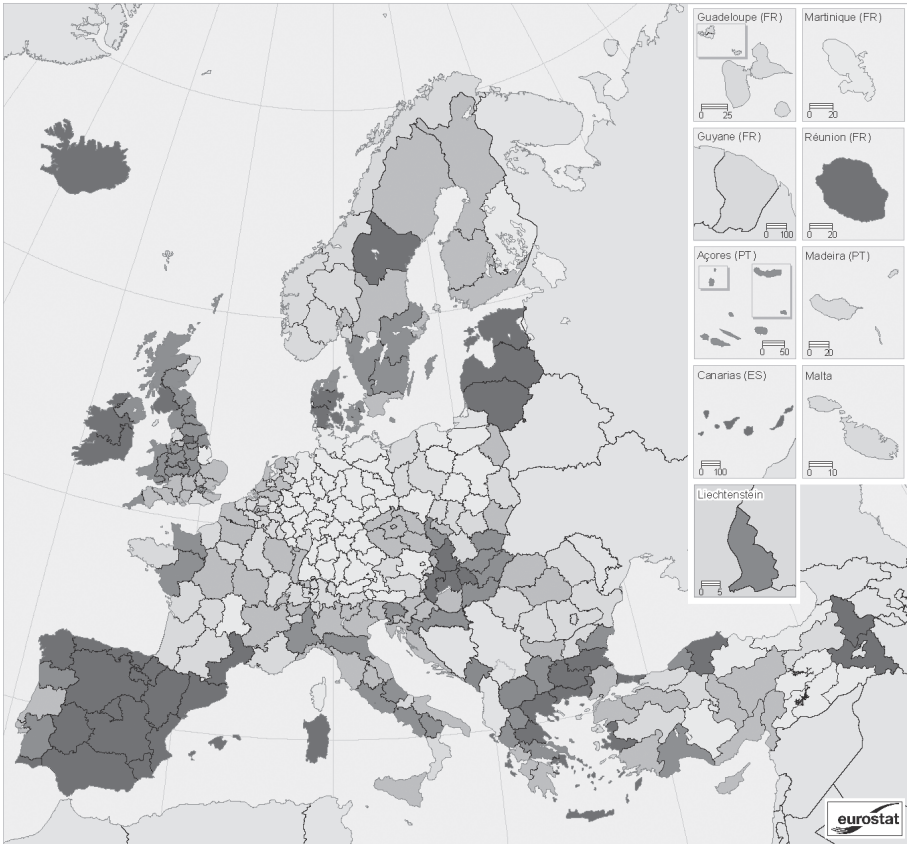 Guadeloupe (FR)
0 25
Martinique (FR)
0 20
Guyane (FR)
0 100
Réunion (FR)
0 20
Açores (PT)
0 50
Madeira (PT)
0 20
Canarias (ES)
0 100
Malta
0 10
Liechtenstein
0 5
eurostat